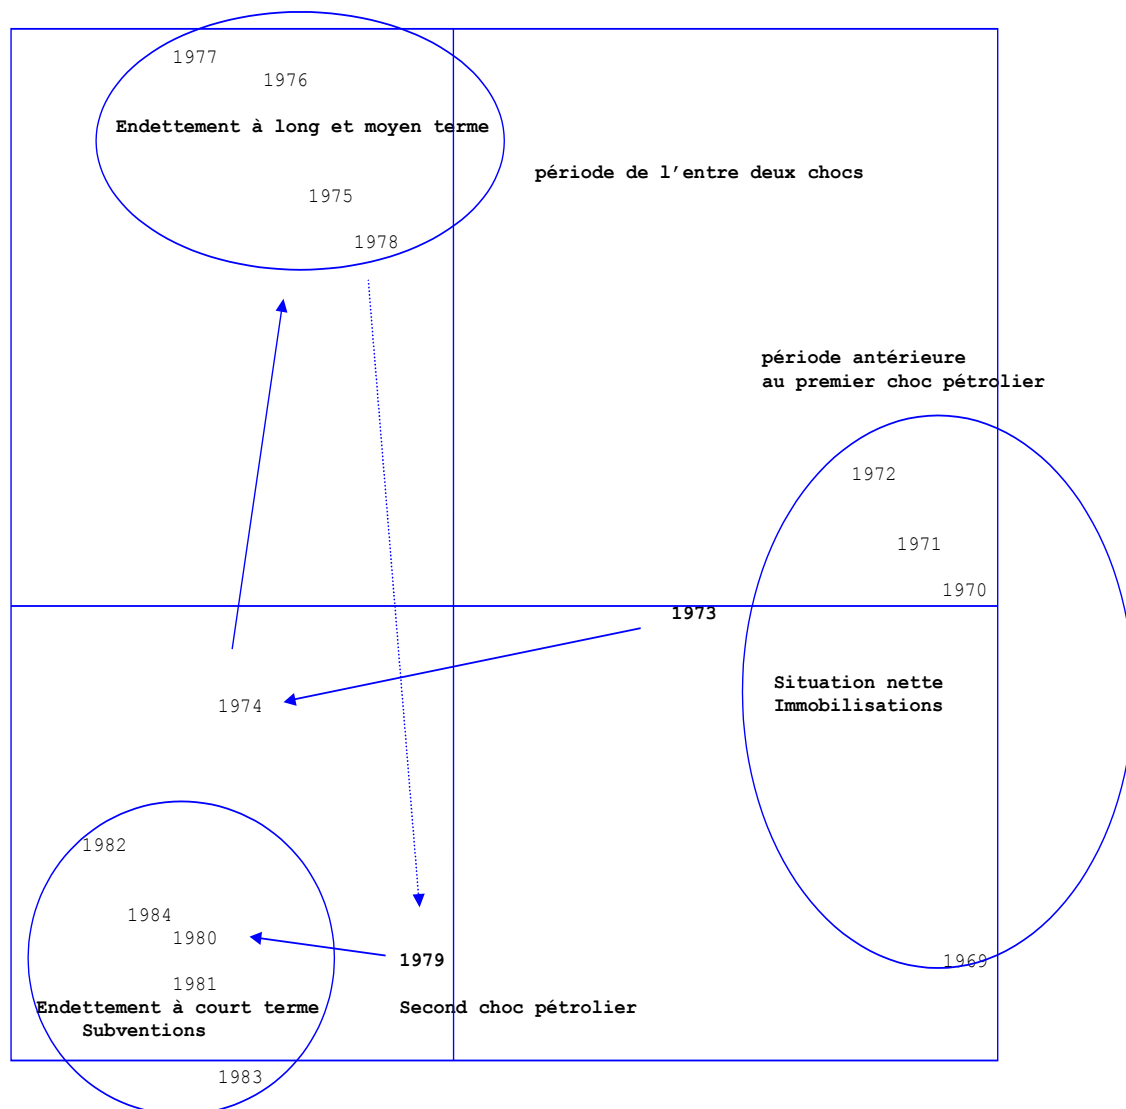 1977
1976
Endettement à long et moyen terme
période de l’entre deux chocs
1975
1978
période antérieure
au premier choc pétrolier
1972
1971
1970
1973
Situation nette
Immobilisations
1974
1982
1984
1980
1979
1969
1981
Endettement à court terme
Subventions
Second choc pétrolier
1983